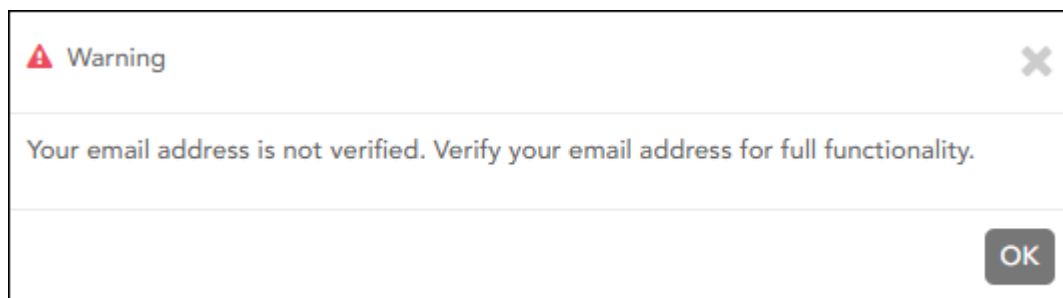 Warning
Your email address is not verified. Verify your email address for full functionality.
OK